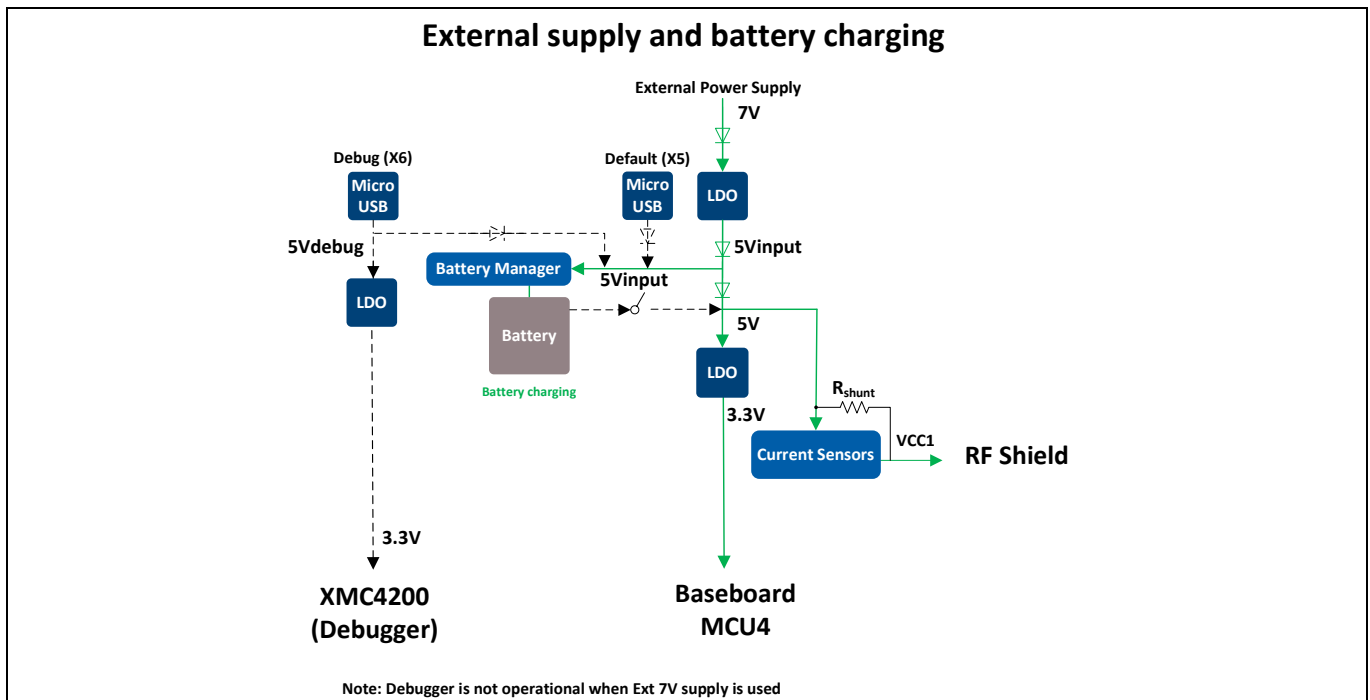 External supply and battery charging
External Power Supply
7V
Debug (X6)
Default (X5)
Micro
USB
Micro
USB
LDO
5Vdebug
5Vinput
Battery Manager
5Vinput
LDO
Battery
5V
LDO
Battery charging
Rshunt
3.3V
VCC1
Current Sensors
RF Shield
3.3V
XMC4200
(Debugger)
Baseboard
MCU4
Note: Debugger is not operational when Ext 7V supply is used